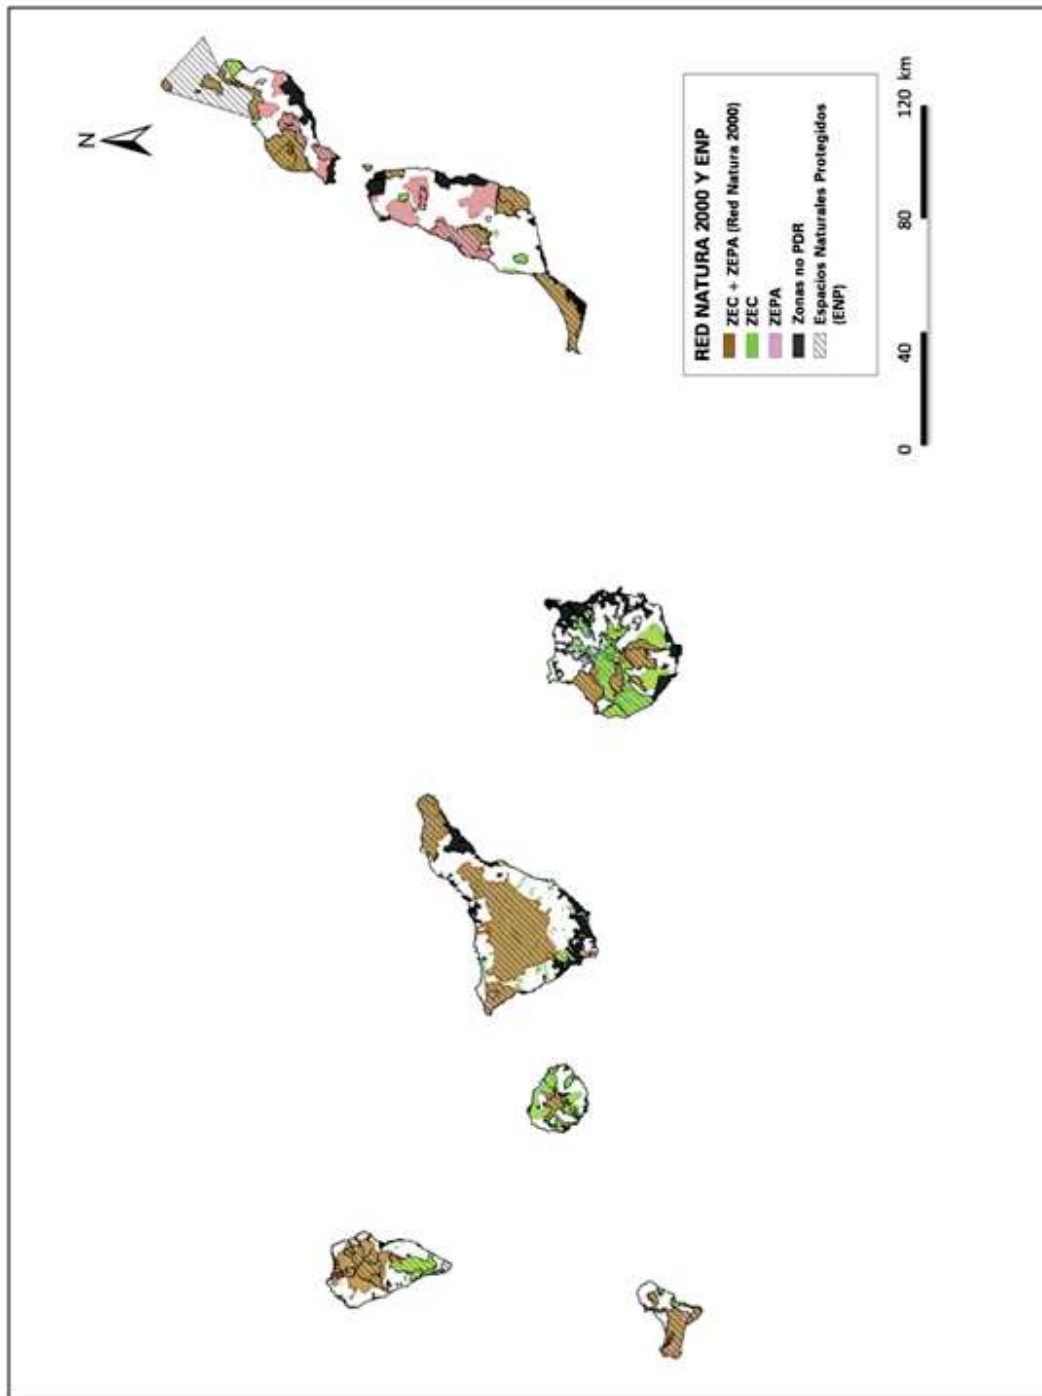 N
RED NATURA 2000 Y ENP
ZEC + ZEPA (Red Natura 2000)
ZEC
ZEPA
Zonas no PDR
Espacios Naturales Protegidos
(ENP)
0 40 80 120 km